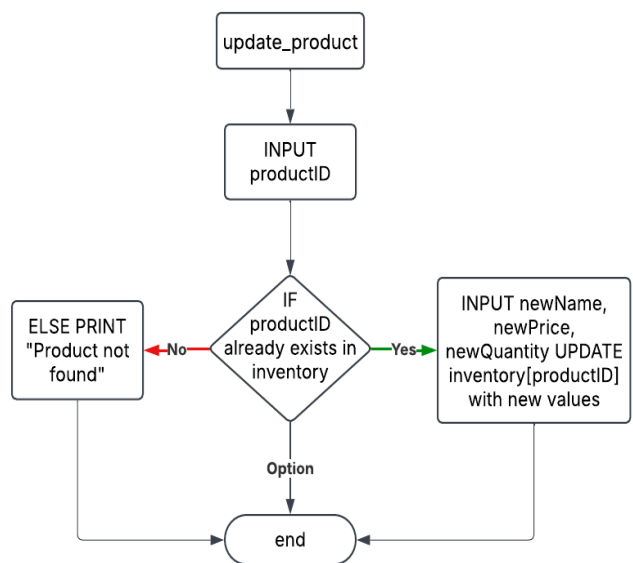 update_product
INPUT
productID
IF
productID
already exists in
inventory
ELSE PRINT
"Product not
found"
No
Yes
INPUT newName,
newPrice,
newQuantity UPDATE
inventory[productID]
with new values
Option
end